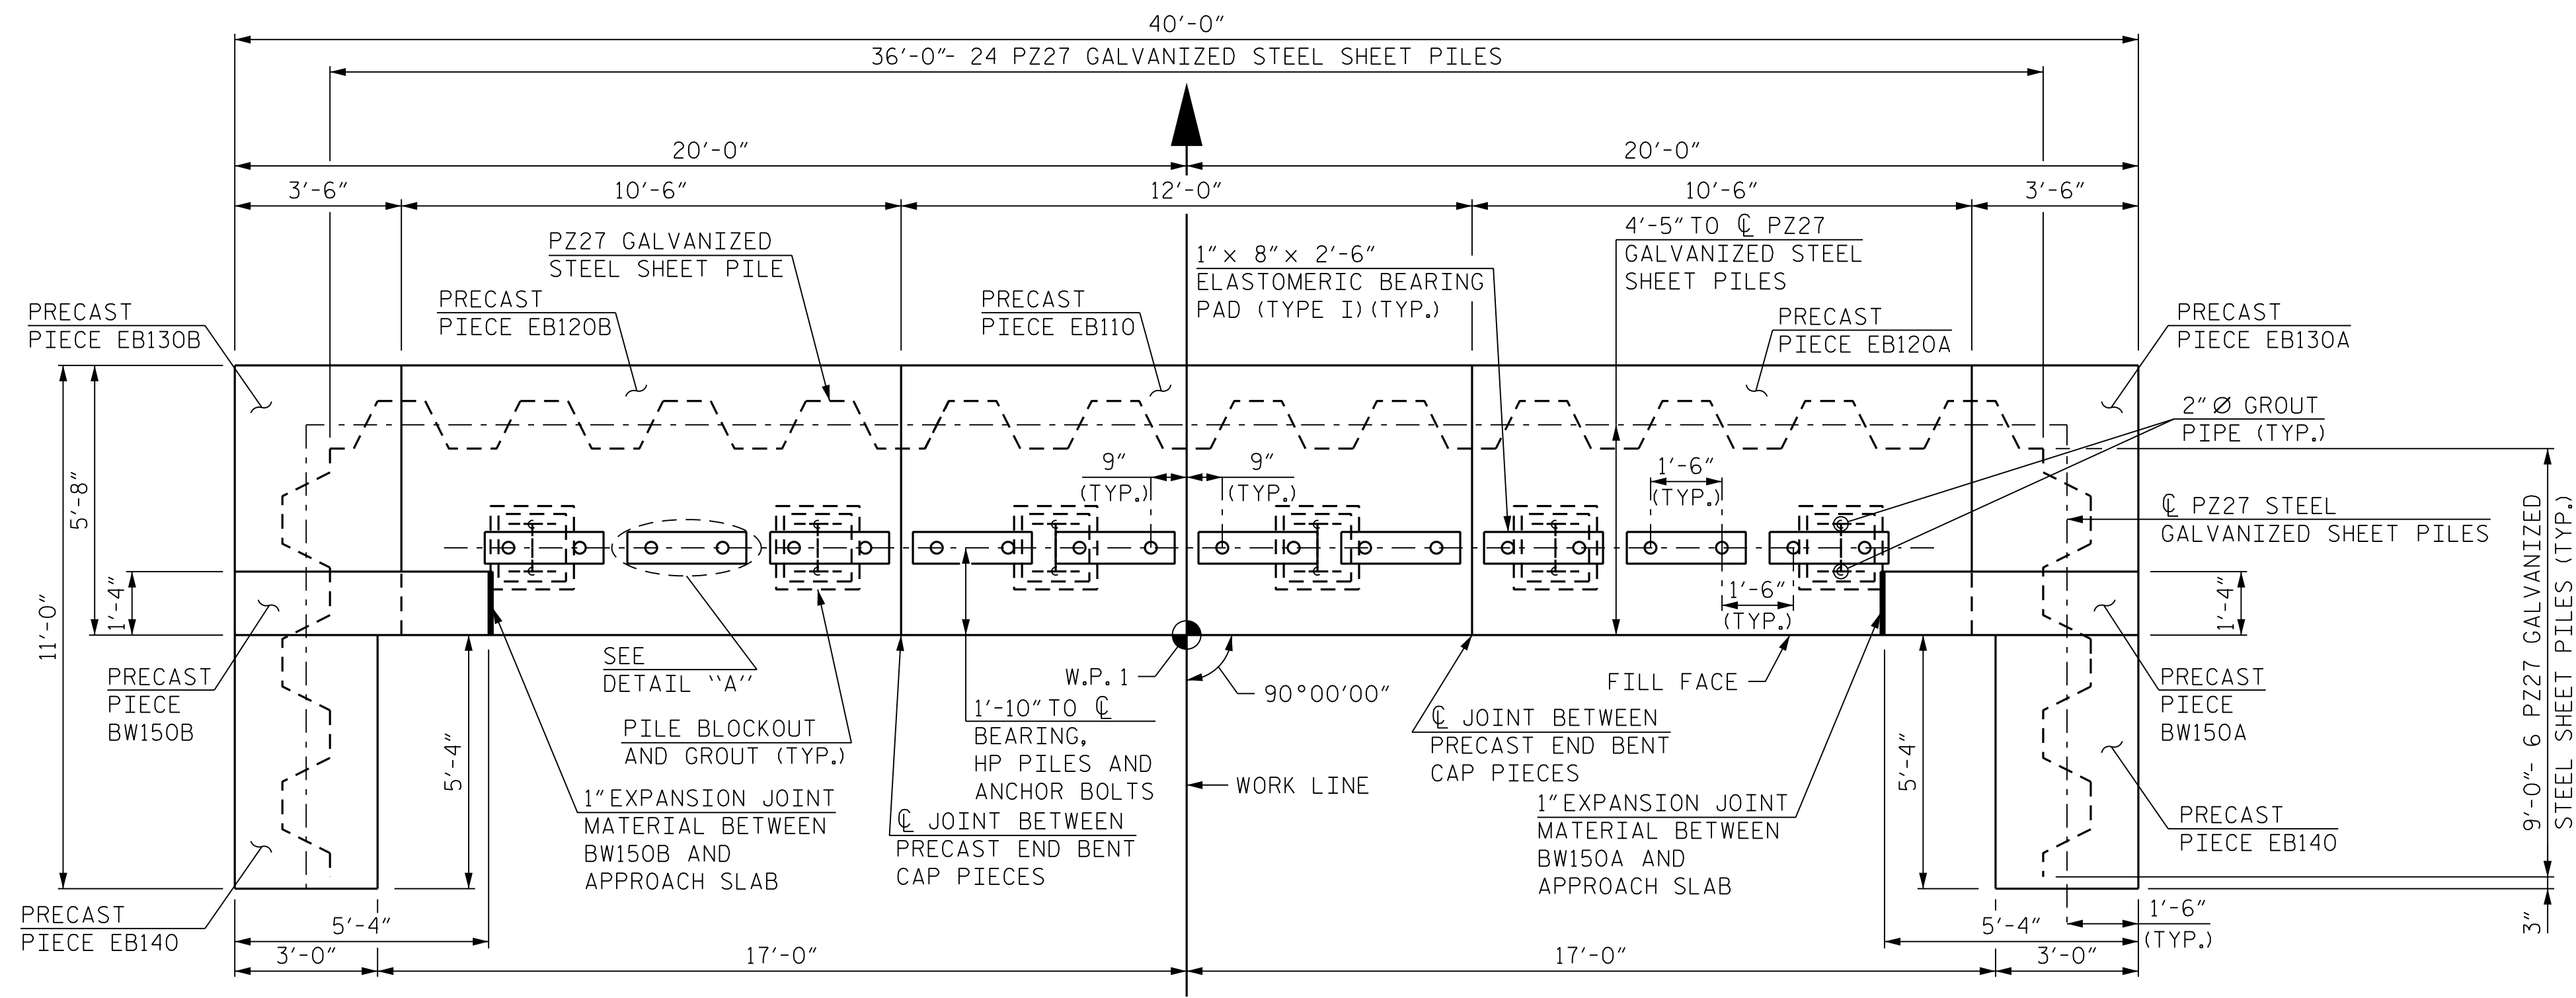 40'-0"
36'-0"- 24 PZ27 GALVANIZED STEEL SHEET PILES
20'-0"
20'-0"
3'-6"
10'-6"
12'-0"
10'-6"
3'-6"
PZ27 GALVANIZED
STEEL SHEET PILE
1"x 8"x 2'-6"
ELASTOMERIC BEARING
PAD (TYPE I)(TYP.)
4'-5"TO ℄ PZ27
GALVANIZED STEEL
SHEET PILES
PRECAST
PIECE EB130B
PRECAST
PIECE EB120B
PRECAST
PIECE EB110
PRECAST
PIECE EB120A
PRECAST
PIECE EB130A
2"Ø GROUT
PIPE (TYP.)
9"
(TYP.)
9"
(TYP.)
1'-6"
(TYP.)
℄ PZ27 STEEL
GALVANIZED SHEET PILES
9'-0"- 6 PZ27 GALVANIZED
STEEL SHEET PILES (TYP.)
5'-8"
11'-0"
1'-4"
1'-6"
(TYP.)
1'-4"
PRECAST
PIECE
BW150B
SEE
DETAIL "A"
W.P. 1
90°00'00"
FILL FACE
PRECAST
PIECE
BW150A
PILE BLOCKOUT
AND GROUT (TYP.)
1'-10"TO ℄
BEARING,
HP PILES AND
ANCHOR BOLTS
℄ JOINT BETWEEN
PRECAST END BENT
CAP PIECES
5'-4"
5'-4"
WORK LINE
1"EXPANSION JOINT
MATERIAL BETWEEN
BW150B AND
APPROACH SLAB
℄ JOINT BETWEEN
PRECAST END BENT
CAP PIECES
1"EXPANSION JOINT
MATERIAL BETWEEN
BW150A AND
APPROACH SLAB
PRECAST
PIECE EB140
PRECAST
PIECE EB140
5'-4"
5'-4"
1'-6"
(TYP.)
3"
3'-0"
17'-0"
17'-0"
3'-0"